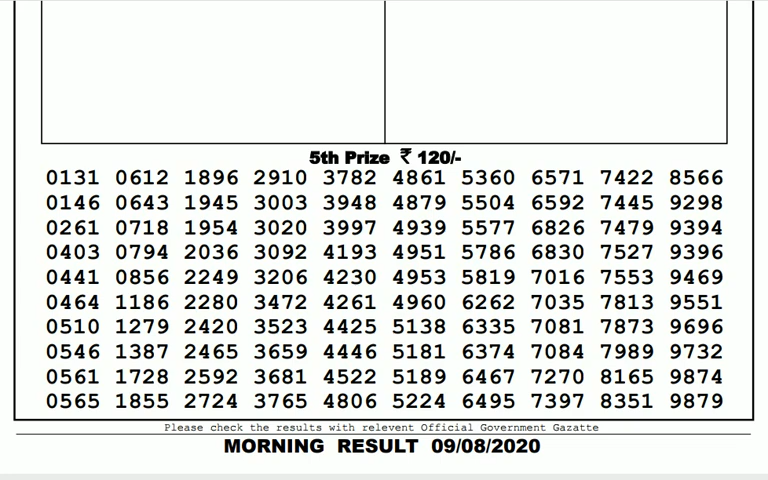 5th Prize ₹ 120/-
0131 0612 1896 2910 3782 4861 5360 6571 7422 8566
0146 0643 1945 3003 3948 4879 5504 6592 7445 9298
0261 0718 1954 3020 3997 4939 5577 6826 7479 9394
0403 0794 2036 3092 4193 4951 5786 6830 7527 9396
0441 0856 2249 3206 4230 4953 5819 7016 7553 9469
0464 1186 2280 3472 4261 4960 6262 7035 7813 9551
0510 1279 2420 3523 4425 5138 6335 7081 7873 9696
0546 1387 2465 3659 4446 5181 6374 7084 7989 9732
0561 1728 2592 3681 4522 5189 6467 7270 8165 9874
0565 1855 2724 3765 4806 5224 6495 7397 8351 9879
Please check the results with relevent Official Government Gazatte
MORNING RESULT 09/08/2020